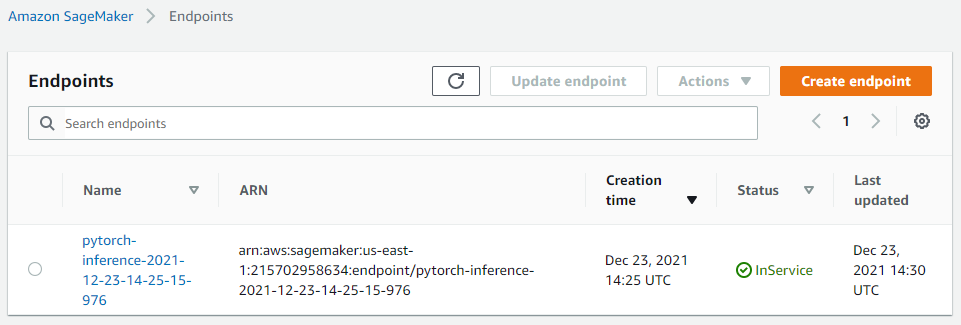 Amazon SageMaker > Endpoints
Endpoints
Update endpoint
Actions
Create endpoint
Search endpoints
1
Name
ARN
Creation
time
Status
Last
updated
pytorch-
inference-2021-
12-23-14-25-15-
976
arn:aws:sagemaker:us-east-
1:215702958634:endpoint/pytorch-inference-
2021-12-23-14-25-15-976
Dec 23, 2021
14:25 UTC
InService
Dec 23,
2021 14:30
UTC